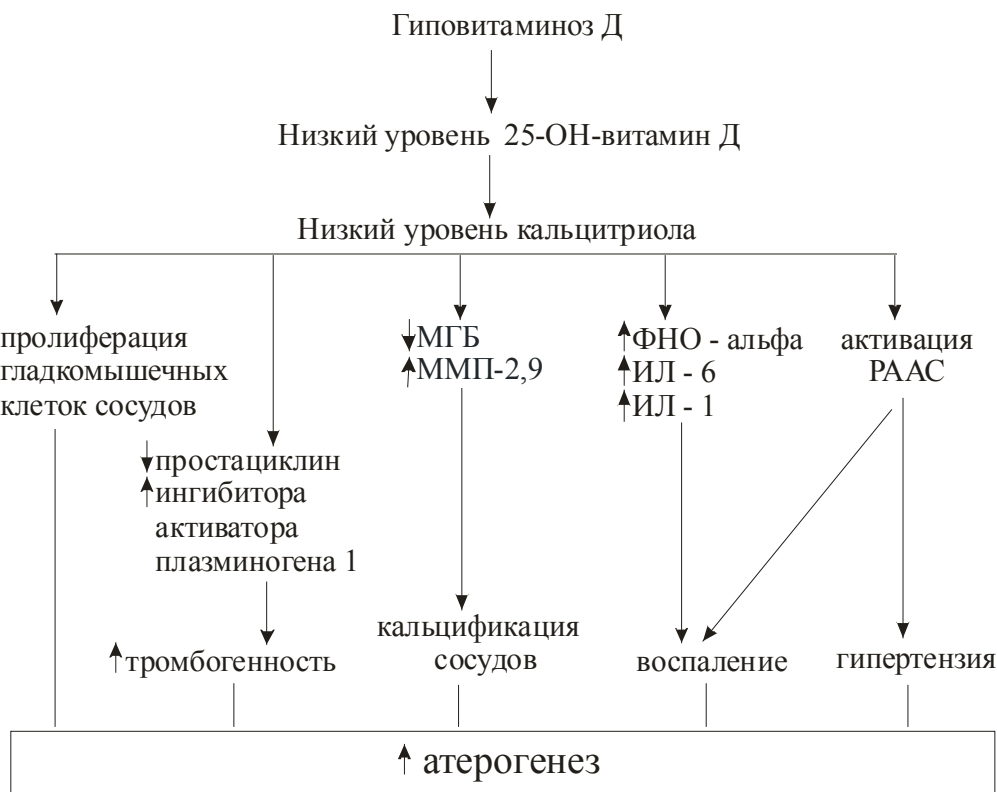 Гиповитаминоз Д
Низкий уровень 25-ОН-витамин Д
Низкий уровень кальцитриола
пролиферация
гладкомышечных
клеток сосудов
↓простациклин
↑ингибитора
активатора
плазминогена 1
↑тромбогенность
↓МГБ
↑ММП-2,9
кальцификация
сосудов
↑ФНО - альфа
↑ИЛ - 6
↑ИЛ - 1
воспаление
активация
РААС
гипертензия
↑ атерогенез